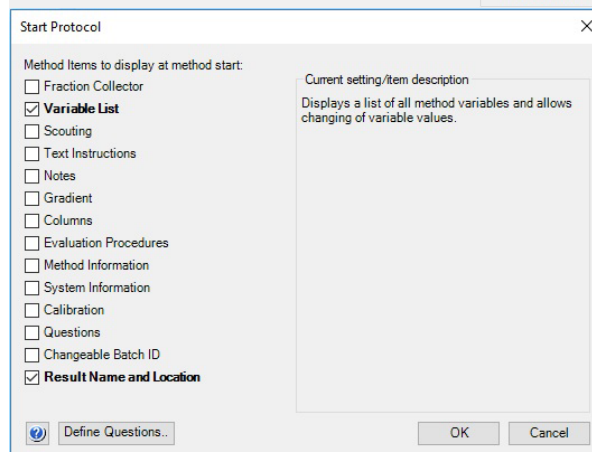 Start Protocol
Method Items to display at method start:
Fraction Collector
Variable List
Scouting
Text Instructions
Notes
Gradient
Columns
Evaluation Procedures
Method Information
System Information
Calibration
Questions
Changeable Batch ID
Result Name and Location
Current setting/item description
Displays a list of all method variables and allows
changing of variable values.
Define Questions..
OK
Cancel